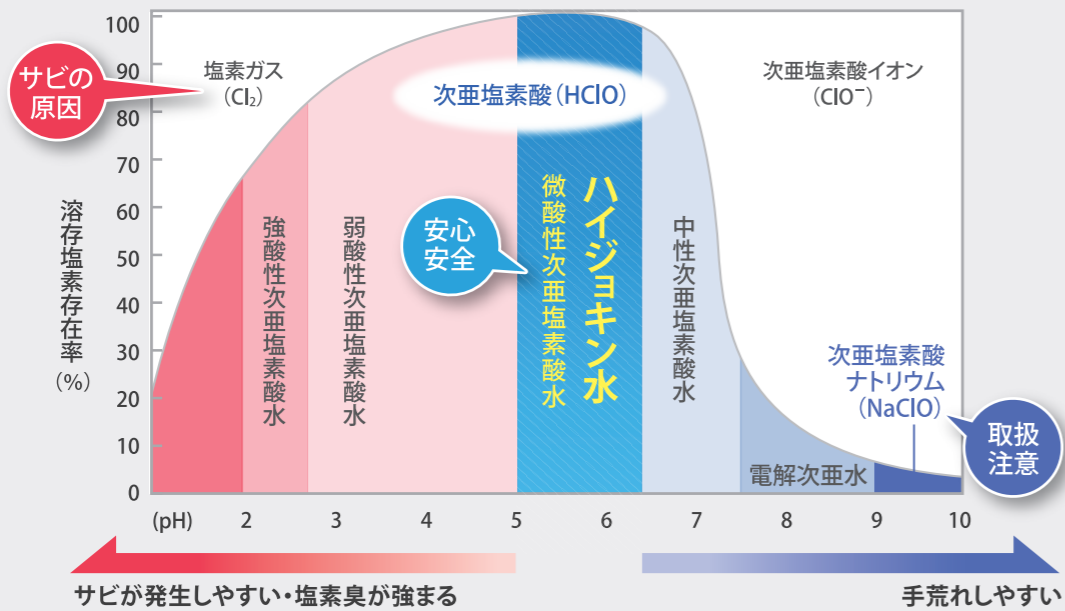 100
90
80
70
60
50
40
30
20
10
0
溶存塩素存在率
(%)
サビの
原因
塩素ガス
(Cl₂)
次亜塩素酸(HClO)
次亜塩素酸イオン
(ClO⁻)
強酸性次亜塩素酸水
弱酸性次亜塩素酸水
安心
安全
微酸性次亜塩素酸水
ハイジョキン水
中性次亜塩素酸水
次亜塩素酸
ナトリウム
(NaClO)
取扱
注意
電解次亜水
(pH) 2 3 4 5 6 7 8 9 10
サビが発生しやすい・塩素臭が強まる
手荒れしやすい